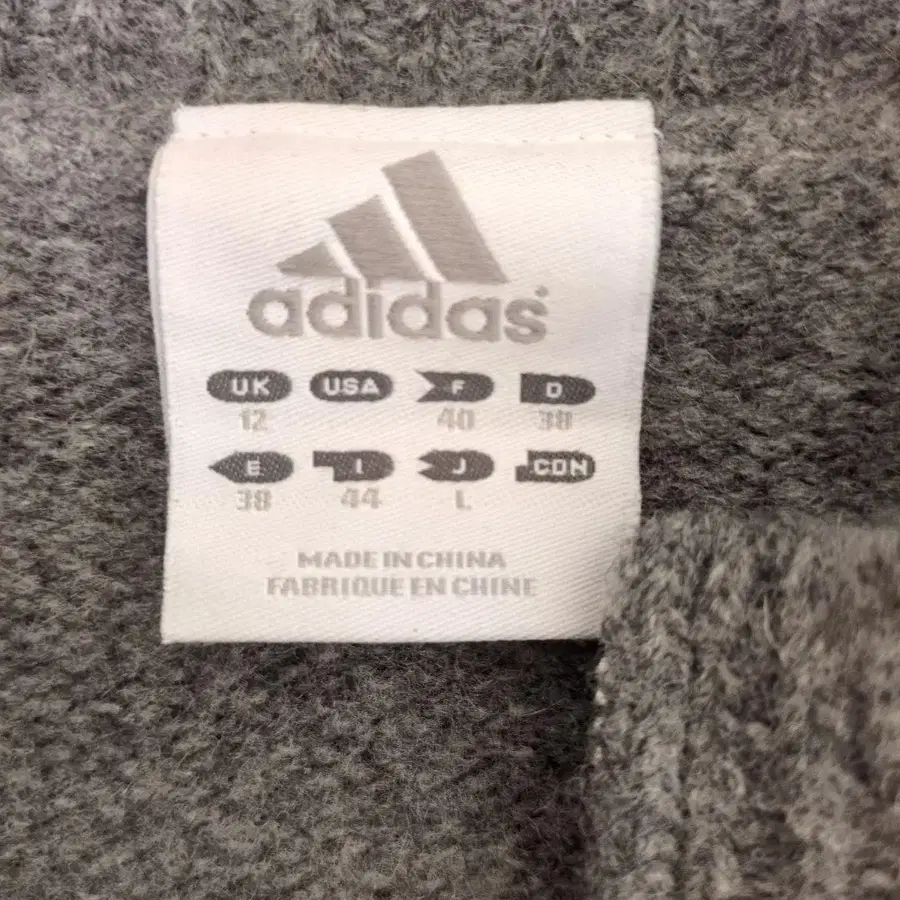 adidas
UK USA F D
12 40 38
E I J CDN
38 44 L
MADE IN CHINA
FABRIQUE EN CHINE